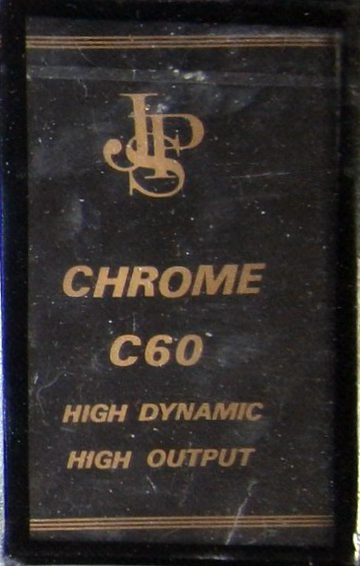 JPS
CHROME
C60
HIGH DYNAMIC
HIGH OUTPUT